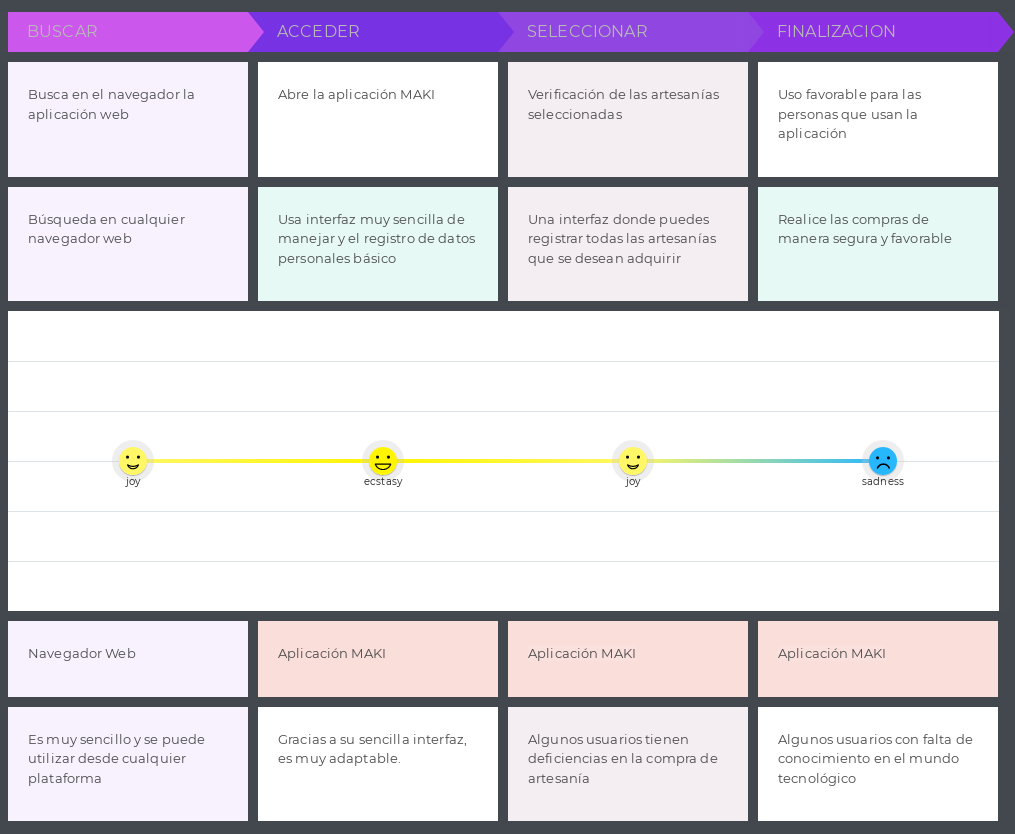 BUSCAR
ACCEDER
SELECCIONAR
FINALIZACION
Busca en el navegador la
aplicación web
Abre la aplicación MAKI
Verificación de las artesanías
seleccionadas
Uso favorable para las
personas que usan la
aplicación
Búsqueda en cualquier
navegador web
Usa interfaz muy sencilla de
manejar y el registro de datos
personales básico
Una interfaz donde puedes
registrar todas las artesanías
que se desean adquirir
Realice las compras de
manera segura y favorable
joy
ecstasy
joy
sadness
Navegador Web
Aplicación MAKI
Aplicación MAKI
Aplicación MAKI
Es muy sencillo y se puede
utilizar desde cualquier
plataforma
Gracias a su sencilla interfaz,
es muy adaptable.
Algunos usuarios tienen
deficiencias en la compra de
artesanía
Algunos usuarios con falta de
conocimiento en el mundo
tecnológico